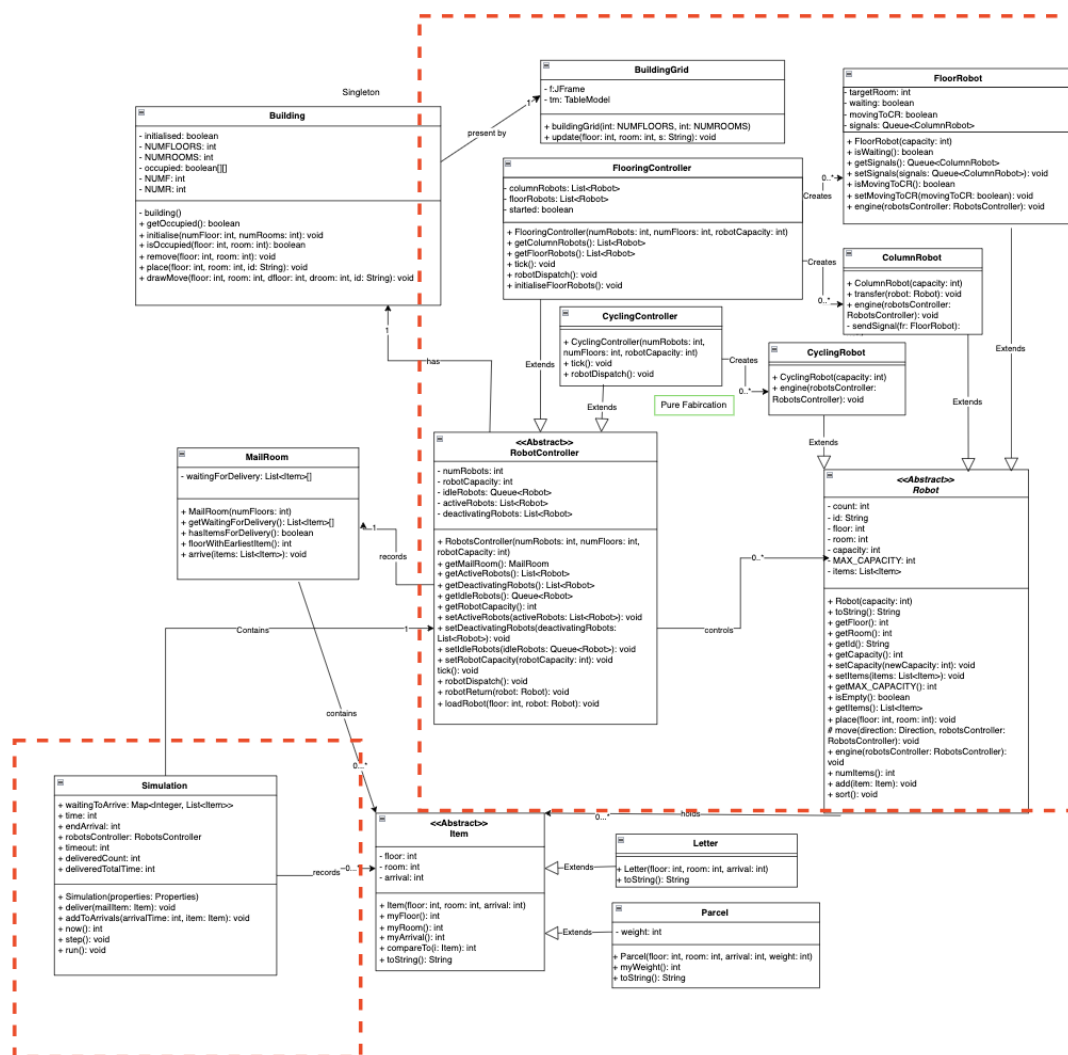 Singleton
Building
- initialised: boolean
- NUMFLOORS: int
- NUMROOMS: int
- occupied: boolean[][]
- NUMF: int
- NUMR: int
- building()
+ getOccupied(): boolean
+ initialise(numFloor: int, numRooms: int): void
+ isOccupied(floor: int, room: int): boolean
+ remove(floor: int, room: int): void
+ place(floor: int, room: int, id: String): void
+ drawMove(floor: int, room: int, dfloor: int, droom: int, id: String): void
present by
1
BuildingGrid
- f:JFrame
- tm: TableModel
+ buildingGrid(int: NUMFLOORS, int: NUMROOMS)
+ update(floor: int, room: int, s: String): void
FlooringController
- columnRobots: List<Robot>
- floorRobots: List<Robot>
- started: boolean
+ FlooringController(numRobots: int, numFloors: int, robotCapacity: int)
+ getColumnRobots(): List<Robot>
+ getFloorRobots(): List<Robot>
+ tick(): void
+ robotDispatch(): void
+ initialiseFloorRobots(): void
0..*
Creates
Creates
0..*
FloorRobot
- targetRoom: int
- waiting: boolean
- movingToCR: boolean
- signals: Queue<ColumnRobot>
+ FloorRobot(capacity: int)
+ isWaiting(): boolean
+ getSignals(): Queue<ColumnRobot>
+ setSignals(signals: Queue<ColumnRobot>): void
+ isMovingToCR(): boolean
+ setMovingToCR(movingToCR: boolean): void
+ engine(robotsController: RobotsController): void
ColumnRobot
+ ColumnRobot(capacity: int)
+ transfer(robot: Robot): void
+ engine(robotsController:
RobotsController): void
- sendSignal(fr: FloorRobot):
CyclingController
+ CyclingController(numRobots: int,
numFloors: int, robotCapacity: int)
+ tick(): void
+ robotDispatch(): void
Creates
0..*
CyclingRobot
+ CyclingRobot(capacity: int)
+ engine(robotsController:
RobotsController): void
Pure Fabircation
Extends
Extends
Extends
Extends
Extends
1
has
MailRoom
- waitingForDelivery: List<Item>[]
+ MailRoom(numFloors: int)
+ getWaitingForDelivery(): List<Item>[]
+ hasItemsForDelivery(): boolean
+ floorWithEarliestItem(): int
+ arrive(items: List<Item>): void
1
records
<<Abstract>>
RobotController
- numRobots: int
- robotCapacity: int
- idleRobots: Queue<Robot>
- activeRobots: List<Robot>
- deactivatingRobots: List<Robot>
+ RobotsController(numRobots: int, numFloors: int,
robotCapacity: int)
+ getMailRoom(): MailRoom
+ getActiveRobots(): List<Robot>
+ getDeactivatingRobots(): List<Robot>
+ getIdleRobots(): Queue<Robot>
+ getRobotCapacity(): int
+ setActiveRobots(activeRobots: List<Robot>): void
+ setDeactivatingRobots(deactivatingRobots:
List<Robot>): void
+ setIdleRobots(idleRobots: Queue<Robot>): void
+ setRobotCapacity(robotCapacity: int): void
tick(): void
+ robotDispatch(): void
+ robotReturn(robot: Robot): void
+ loadRobot(floor: int, robot: Robot): void
0..*
controls
<<Abstract>>
Robot
- count: int
- id: String
- floor: int
- room: int
- capacity: int
- MAX_CAPACITY: int
- items: List<Item>
+ Robot(capacity: int)
+ toString(): String
+ getFloor(): int
+ getRoom(): int
+ getId(): String
+ getCapacity(): int
+ setCapacity(newCapacity: int): void
+ setItems(items: List<Item>): void
+ getMAX_CAPACITY(): int
+ isEmpty(): boolean
+ getItems(): List<Item>
+ place(floor: int, room: int): void
# move(direction: Direction, robotsController:
RobotsController): void
+ engine(robotsController: RobotsController):
void
+ numItems(): int
+ add(item: Item): void
+ sort(): void
Contains
1
contains
0...*
0...*
holds
Simulation
+ waitingToArrive: Map<Integer, List<Item>>
+ time: int
+ endArrival: int
+ robotsController: RobotsController
+ timeout: int
+ deliveredCount: int
+ deliveredTotalTime: int
+ Simulation(properties: Properties)
+ deliver(mailItem: Item): void
+ addToArrivals(arrivalTime: int, item: Item): void
+ now(): int
+ step(): void
+ run(): void
records
0...*
<<Abstract>>
Item
- floor: int
- room: int
- arrival: int
+ Item(floor: int, room: int, arrival: int)
+ myFloor(): int
+ myRoom(): int
+ myArrival(): int
+ compareTo(i: Item): int
+ toString(): String
Extends
Letter
+ Letter(floor: int, room: int, arrival: int)
+ toString(): String
Extends
Parcel
- weight: int
+ Parcel(floor: int, room: int, arrival: int, weight: int)
+ myWeight(): int
+ toString(): String